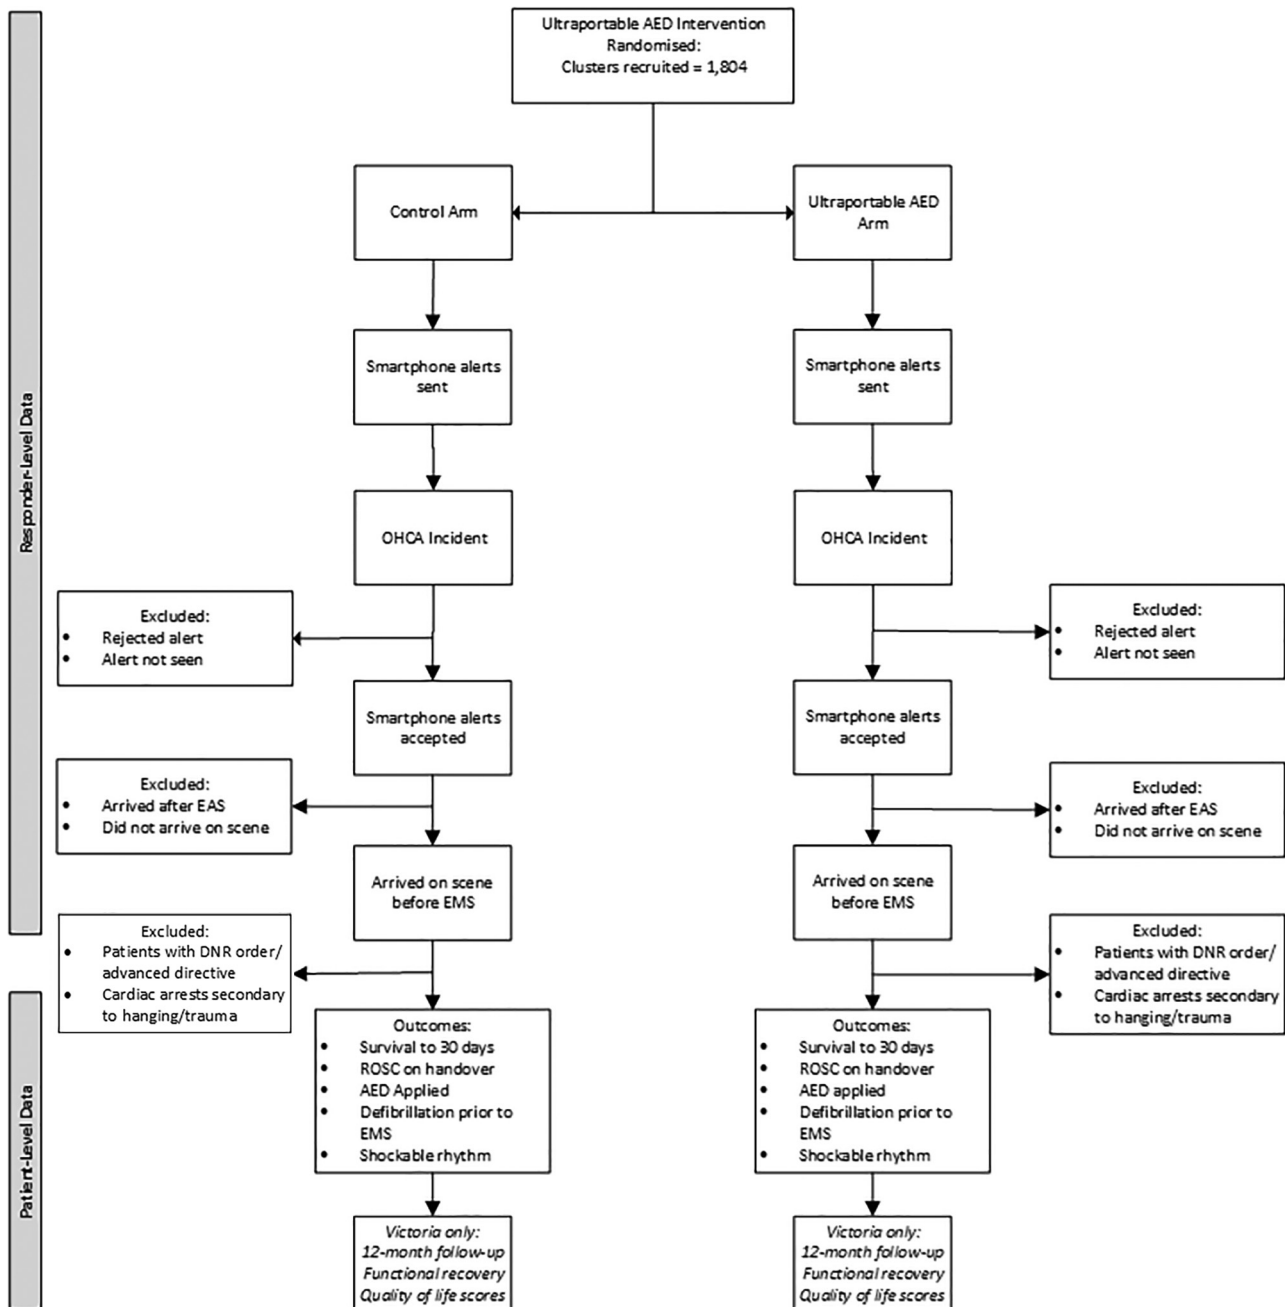 Ultraportable AED Intervention
Randomised:
Clusters recruited = 1,804
Control Arm
Ultraportable AED
Arm
Smartphone alerts
sent
Smartphone alerts
sent
OHCA Incident
OHCA Incident
Excluded:
• Rejected alert
• Alert not seen
Excluded:
• Rejected alert
• Alert not seen
Smartphone alerts
accepted
Smartphone alerts
accepted
Excluded:
• Arrived after EAS
• Did not arrive on scene
Excluded:
• Arrived after EAS
• Did not arrive on scene
Arrived on scene
before EMS
Arrived on scene
before EMS
Excluded:
• Patients with DNR order/
advanced directive
• Cardiac arrests secondary
to hanging/trauma
Excluded:
• Patients with DNR order/
advanced directive
• Cardiac arrests secondary
to hanging/trauma
Outcomes:
• Survival to 30 days
• ROSC on handover
• AED Applied
• Defibrillation prior to
EMS
• Shockable rhythm
Outcomes:
• Survival to 30 days
• ROSC on handover
• AED applied
• Defibrillation prior to
EMS
• Shockable rhythm
Victoria only:
12-month follow-up
Functional recovery
Quality of life scores
Victoria only:
12-month follow-up
Functional recovery
Quality of life scores
Responder-Level Data
Patient-Level Data